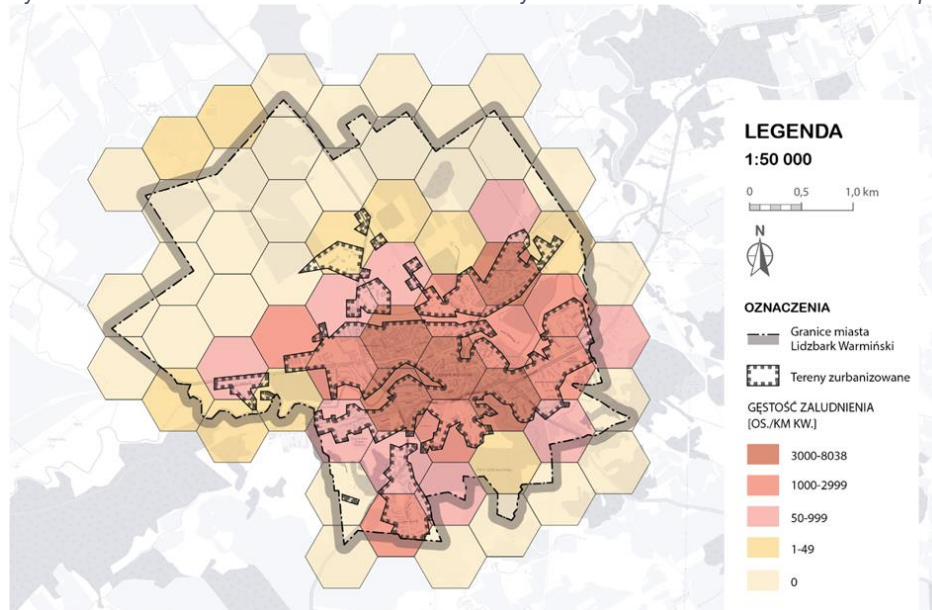 LEGENDA
1:50 000
0 0,5 1,0 km
N
OZNACZENIA
Granice miasta
Lidzbark Warmiński
Tereny zurbanizowane
GĘSTOŚĆ ZALUDNIENIA
[OS./KM KW.]
3000-8038
1000-2999
50-999
1-49
0